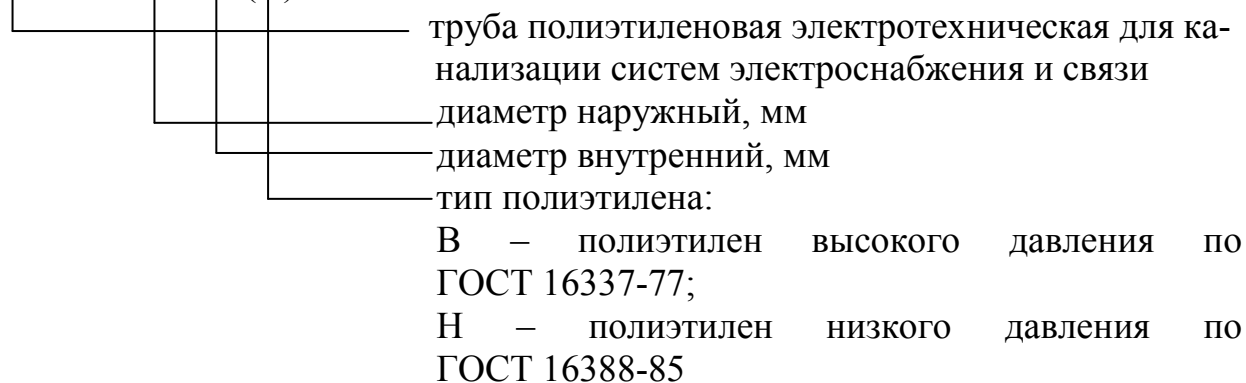 труба полиэтиленовая электротехническая для ка-
нализации систем электроснабжения и связи
диаметр наружный, мм
диаметр внутренний, мм
тип полиэтилена:
В – полиэтилен высокого давления по
ГОСТ 16337-77;
Н – полиэтилен низкого давления по
ГОСТ 16388-85